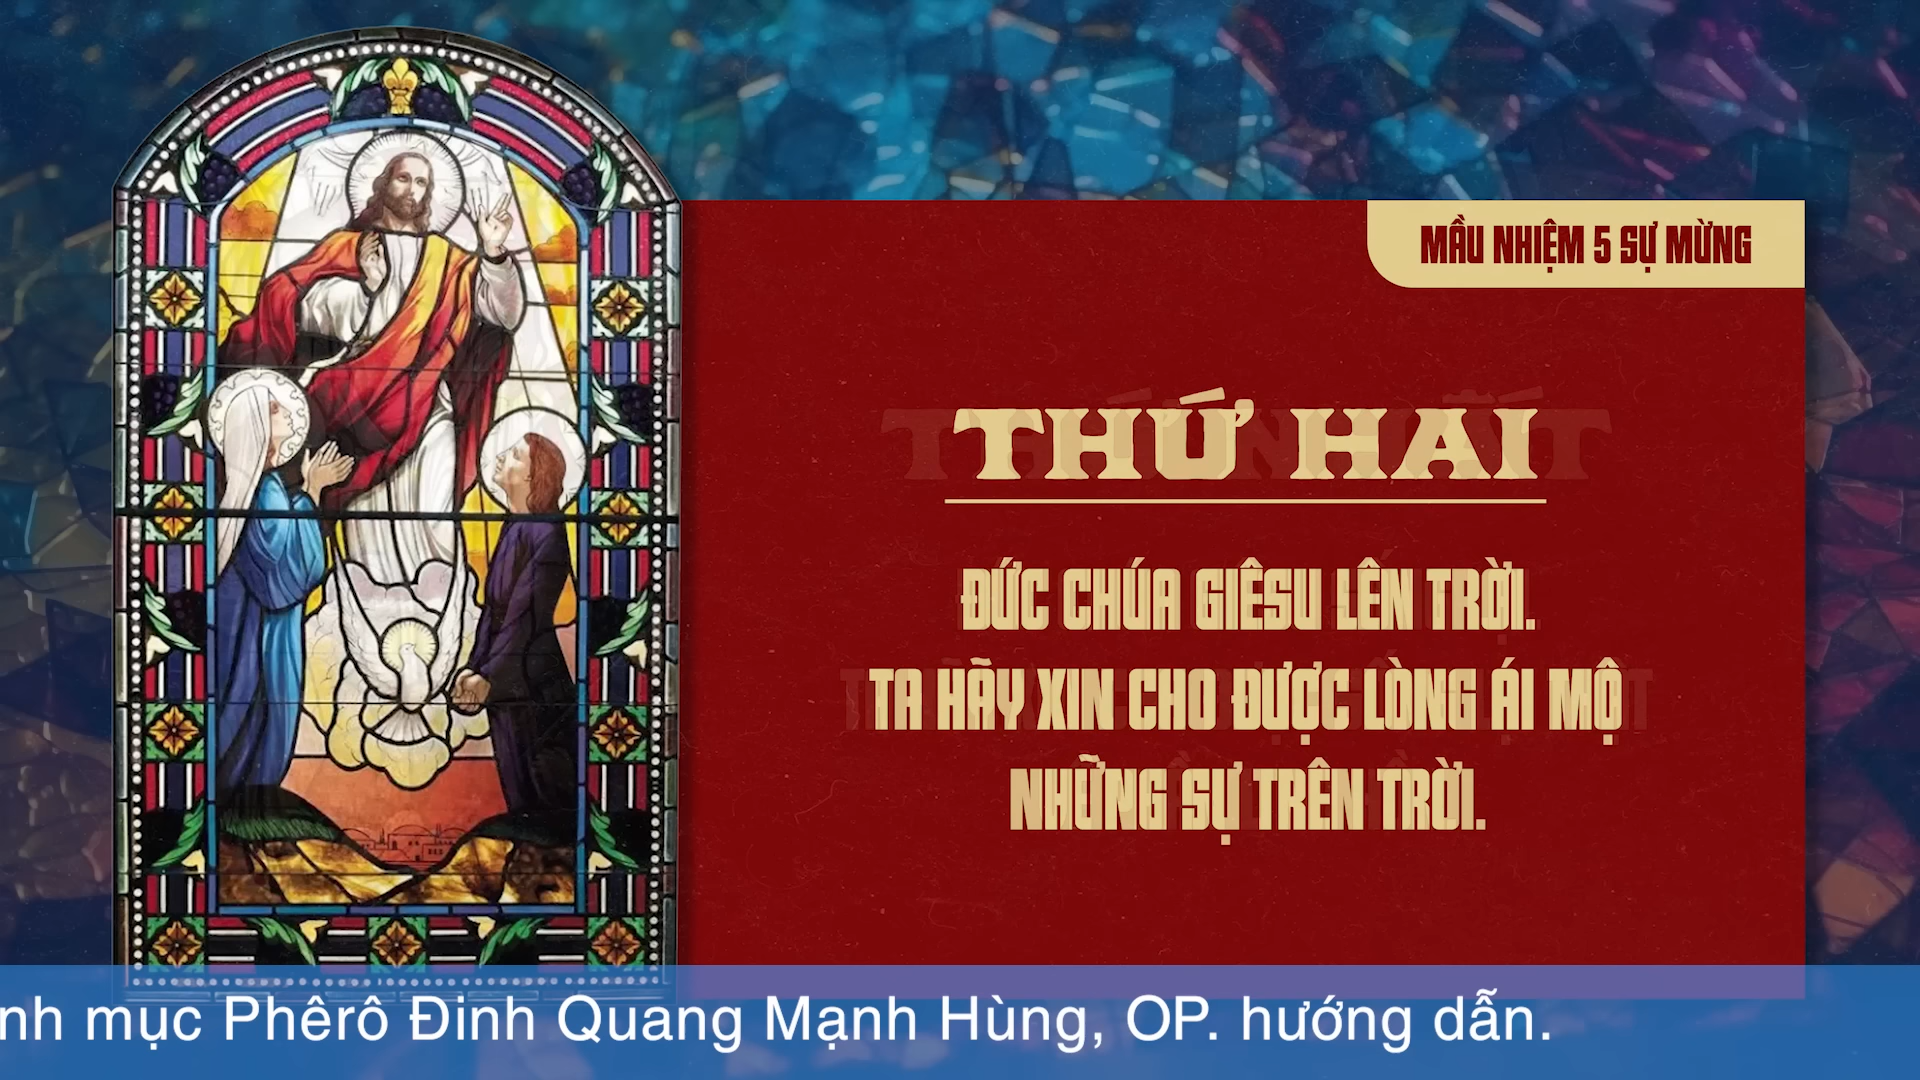 MẦU NHIỆM 5 SỰ MỪNG
THỨ HAI
ĐỨC CHÚA GIÊSU LÊN TRỜI.
TA HÃY XIN CHO ĐƯỢC LÒNG ÁI MỘ
NHỮNG SỰ TRÊN TRỜI.
mục Phêrô Đinh Quang Mạnh Hùng, OP. hướng dẫn.